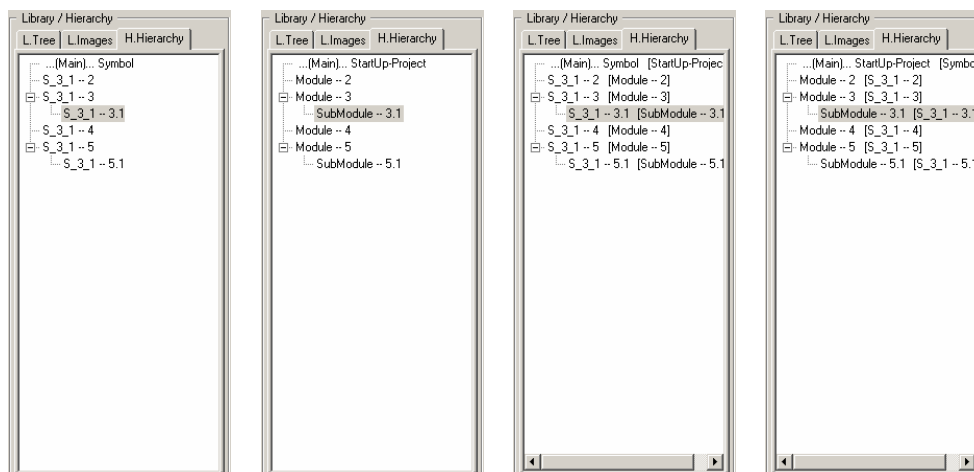 Library / Hierarchy
L.Tree L.Images H.Hierarchy
...(Main)... Symbol
S_3_1 -- 2
S_3_1 -- 3
S_3_1 -- 3.1
S_3_1 -- 4
S_3_1 -- 5
S_3_1 -- 5.1
Library / Hierarchy
L.Tree L.Images H.Hierarchy
...(Main)... StartUp-Project
Module -- 2
Module -- 3
SubModule -- 3.1
Module -- 4
Module -- 5
SubModule -- 5.1
Library / Hierarchy
L.Tree L.Images H.Hierarchy
...(Main)... Symbol [StartUp-Projec
S_3_1 -- 2 [Module -- 2]
S_3_1 -- 3 [Module -- 3]
S_3_1 -- 3.1 [SubModule -- 3.1
S_3_1 -- 4 [Module -- 4]
S_3_1 -- 5 [Module -- 5]
S_3_1 -- 5.1 [SubModule -- 5.1
Library / Hierarchy
L.Tree L.Images H.Hierarchy
...(Main)... StartUp-Project [Symbo
Module -- 2 [S_3_1 -- 2]
Module -- 3 [S_3_1 -- 3]
SubModule -- 3.1 [S_3_1 -- 3.1
Module -- 4 [S_3_1 -- 4]
Module -- 5 [S_3_1 -- 5]
SubModule -- 5.1 [S_3_1 -- 5.1